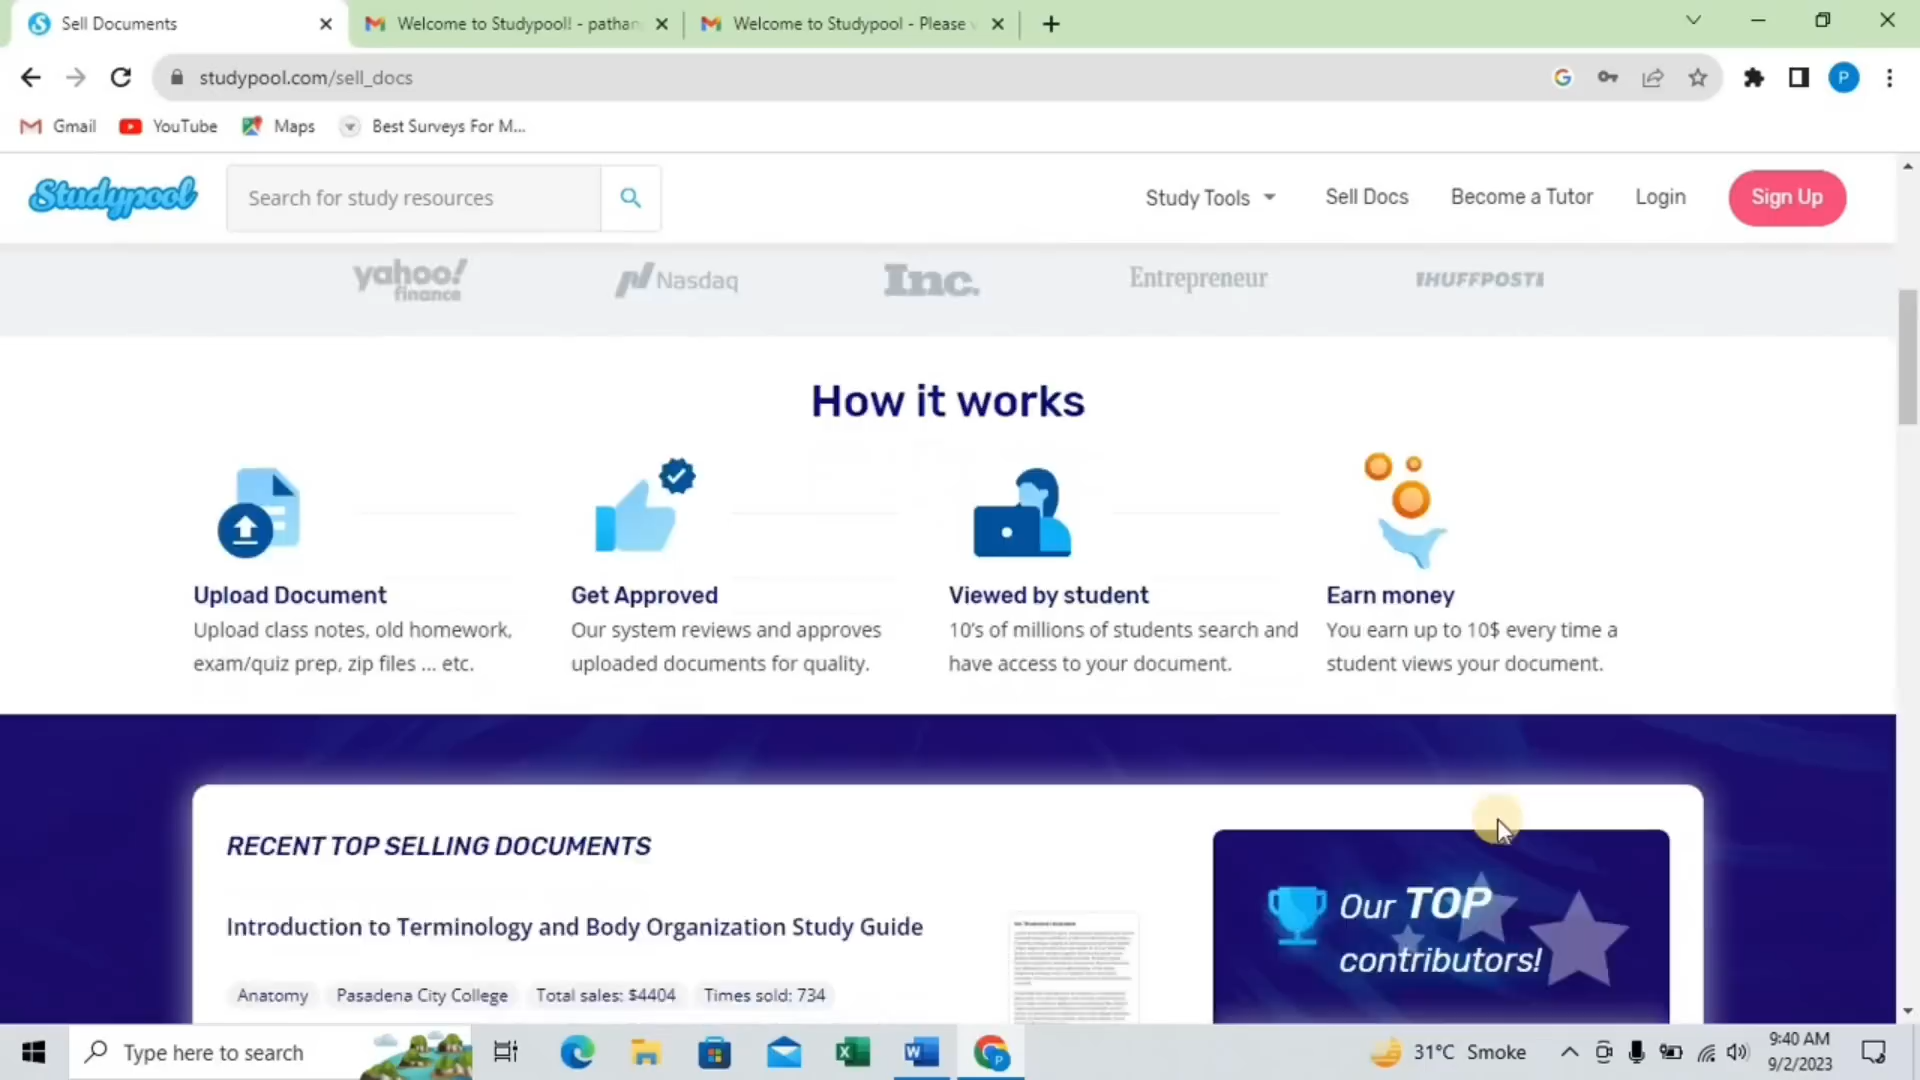 Sell Documents
Welcome to Studypool! - pathan
Welcome to Studypool - Please v
studypool.com/sell_docs
P
Gmail
YouTube
Maps
Best Surveys For M...
Studypool
Search for study resources
Study Tools
Sell Docs
Become a Tutor
Login
Sign Up
yahoo!
finance
Nasdaq
Inc.
Entrepreneur
IHUFFPOSTI
How it works
Upload Document
Upload class notes, old homework,
exam/quiz prep, zip files ... etc.
Get Approved
Our system reviews and approves
uploaded documents for quality.
Viewed by student
10's of millions of students search and
have access to your document.
Earn money
You earn up to 10$ every time a
student views your document.
RECENT TOP SELLING DOCUMENTS
Introduction to Terminology and Body Organization Study Guide
Anatomy
Pasadena City College
Total sales: $4404
Times sold: 734
Our TOP
contributors!
Type here to search
31°C Smoke
9:40 AM
9/2/2023